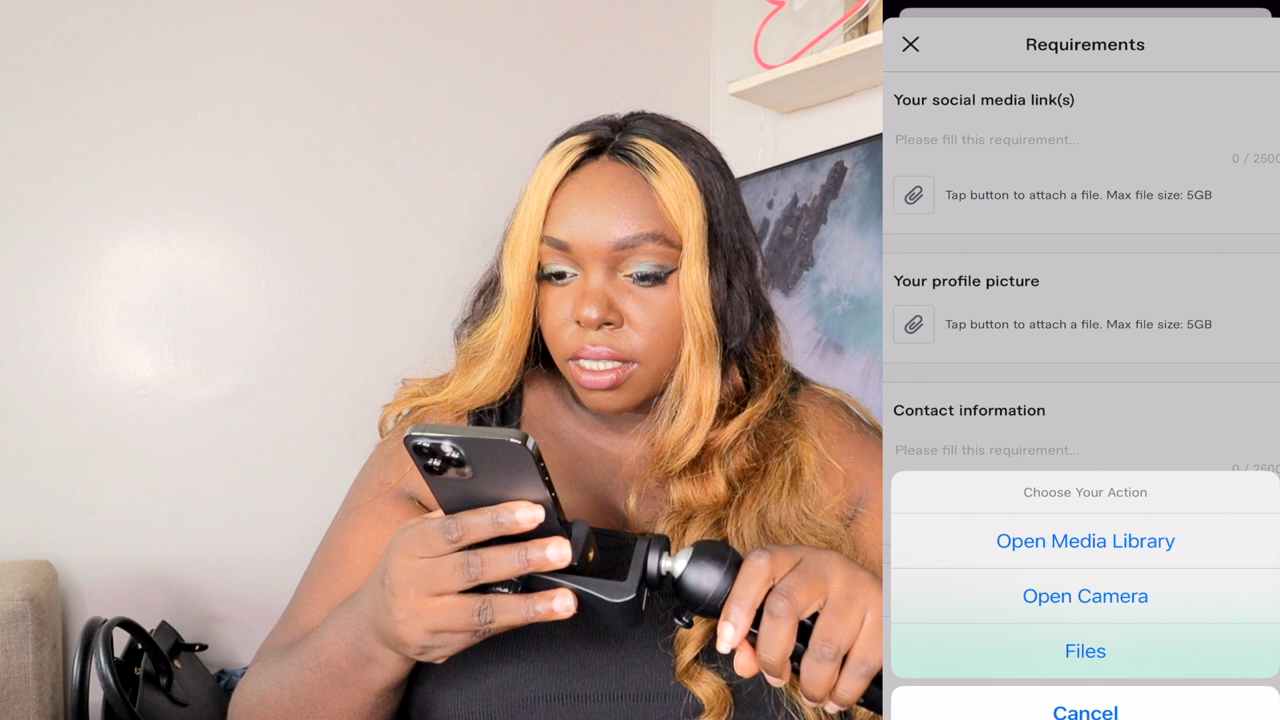 Requirements
Your social media link(s)
Please fill this requirement...
0 / 2500
Tap button to attach a file. Max file size: 5GB
Your profile picture
Tap button to attach a file. Max file size: 5GB
Contact information
Please fill this requirement...
0 / 2500
Choose Your Action
Open Media Library
Open Camera
Files
Cancel